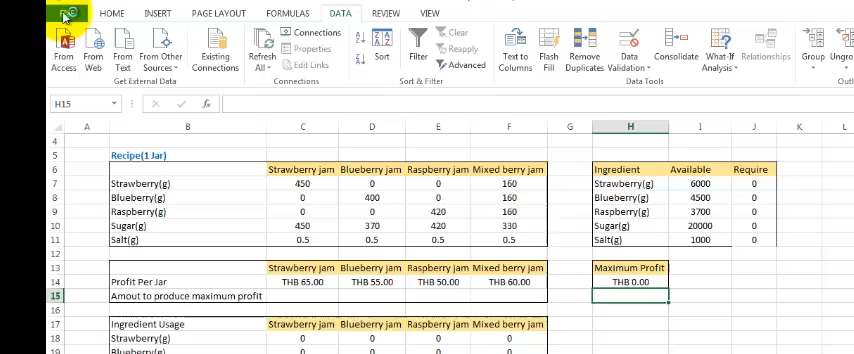 HOME INSERT PAGE LAYOUT FORMULAS DATA REVIEW VIEW
From Access From Web From Text From Other Sources Existing Connections Refresh All Connections Properties Edit Links Sort Filter Clear Reapply Advanced Text to Columns Flash Fill Remove Duplicates Data Validation Consolidate What-If Analysis Relationships Group Ungro
Get External Data Connections Sort & Filter Data Tools Outl
H15 fx
A B C D E F G H I J K L
4
5 Recipe(1 Jar)
6 Strawberry jam Blueberry jam Raspberry jam Mixed berry jam Ingredient Available Require
7 Strawberry(g) 450 0 0 160 Strawberry(g) 6000 0
8 Blueberry(g) 0 400 0 160 Blueberry(g) 4500 0
9 Raspberry(g) 0 0 420 160 Raspberry(g) 3700 0
10 Sugar(g) 450 370 420 330 Sugar(g) 20000 0
11 Salt(g) 0.5 0.5 0.5 0.5 Salt(g) 1000 0
12
13 Strawberry jam Blueberry jam Raspberry jam Mixed berry jam Maximum Profit
14 Profit Per Jar THB 65.00 THB 55.00 THB 50.00 THB 60.00 THB 0.00
15 Amout to produce maximum profit
16
17 Ingredient Usage Strawberry jam Blueberry jam Raspberry jam Mixed berry jam
18 Strawberry(g) 0 0 0 0
19 Blueberry(g) 0 0 0 0